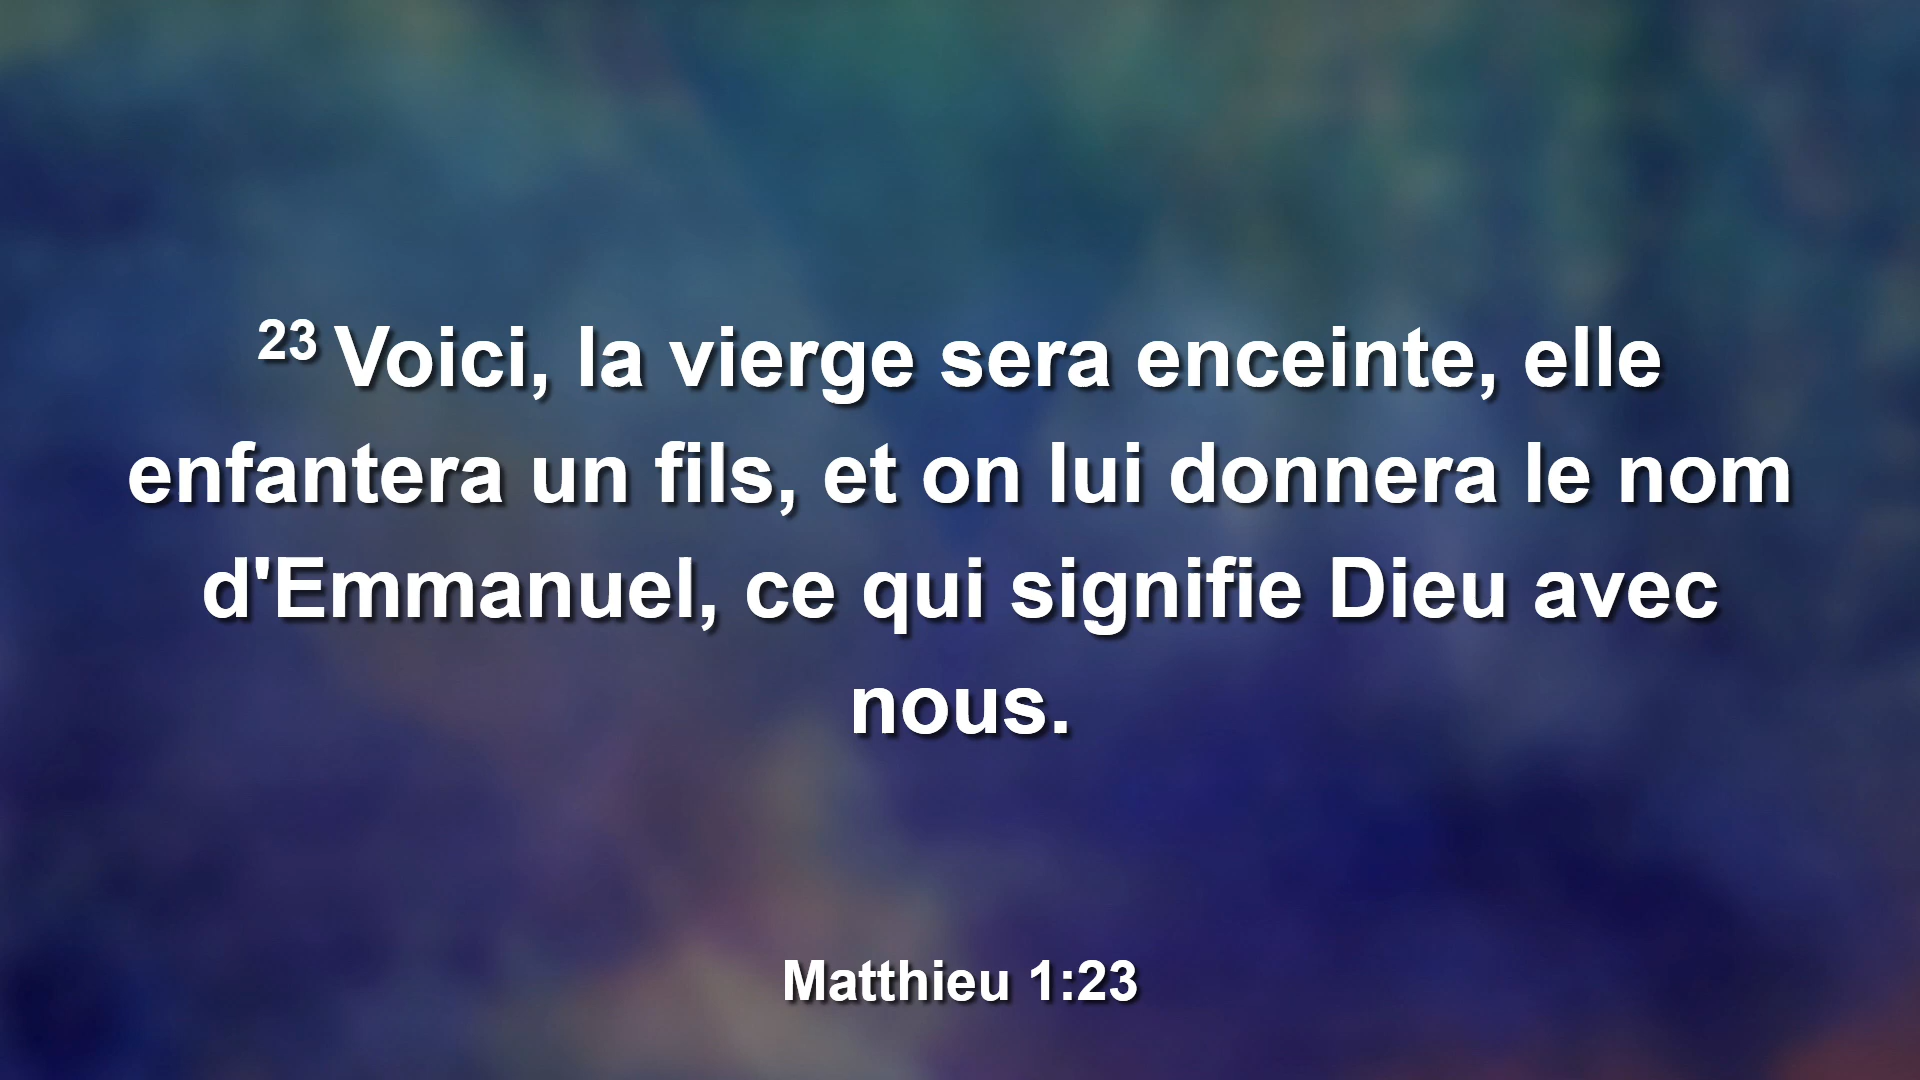 23 Voici, la vierge sera enceinte, elle
enfantera un fils, et on lui donnera le nom
d'Emmanuel, ce qui signifie Dieu avec
nous.
Matthieu 1:23